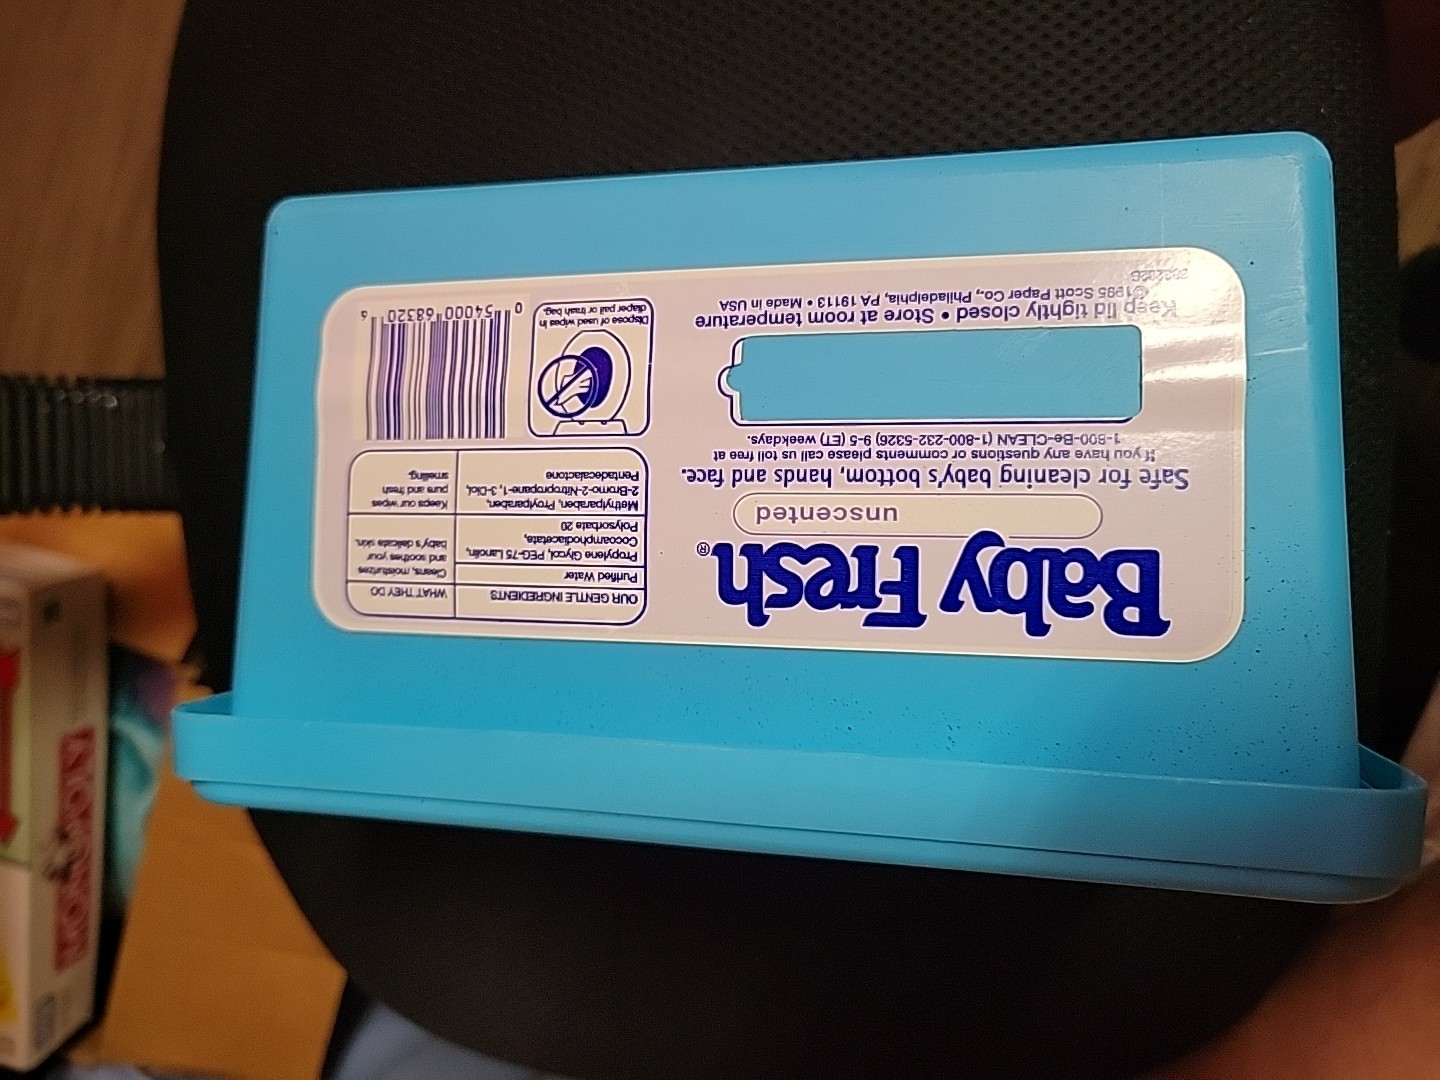 Baby Fresh®
unscented
Safe for cleaning baby's bottom, hands and face.
If you have any questions or comments please call us toll free at
1-800-Be-CLEAN (1-800-232-5326) 9-5 (ET) weekdays.
Keep lid tightly closed • Store at room temperature
©1995 Scott Paper Co., Philadelphia, PA 19113 • Made in USA
OUR GENTLE INGREDIENTS
WHAT THEY DO
Purified Water
Propylene Glycol, PEG-75 Lanolin,
Cocoamphodiacetate,
Polysorbate 20
Cleans, moisturizes
and soothes your
baby's delicate skin.
Methylparaben, Proylparaben,
2-Bromo-2-Nitropropane-1, 3-Diol,
Pentadecalactone
Keeps our wipes
pure and fresh
smelling.
Dispose of used wipes in
diaper pail or trash bag.
0 54000 68320 6
MONOPOLY